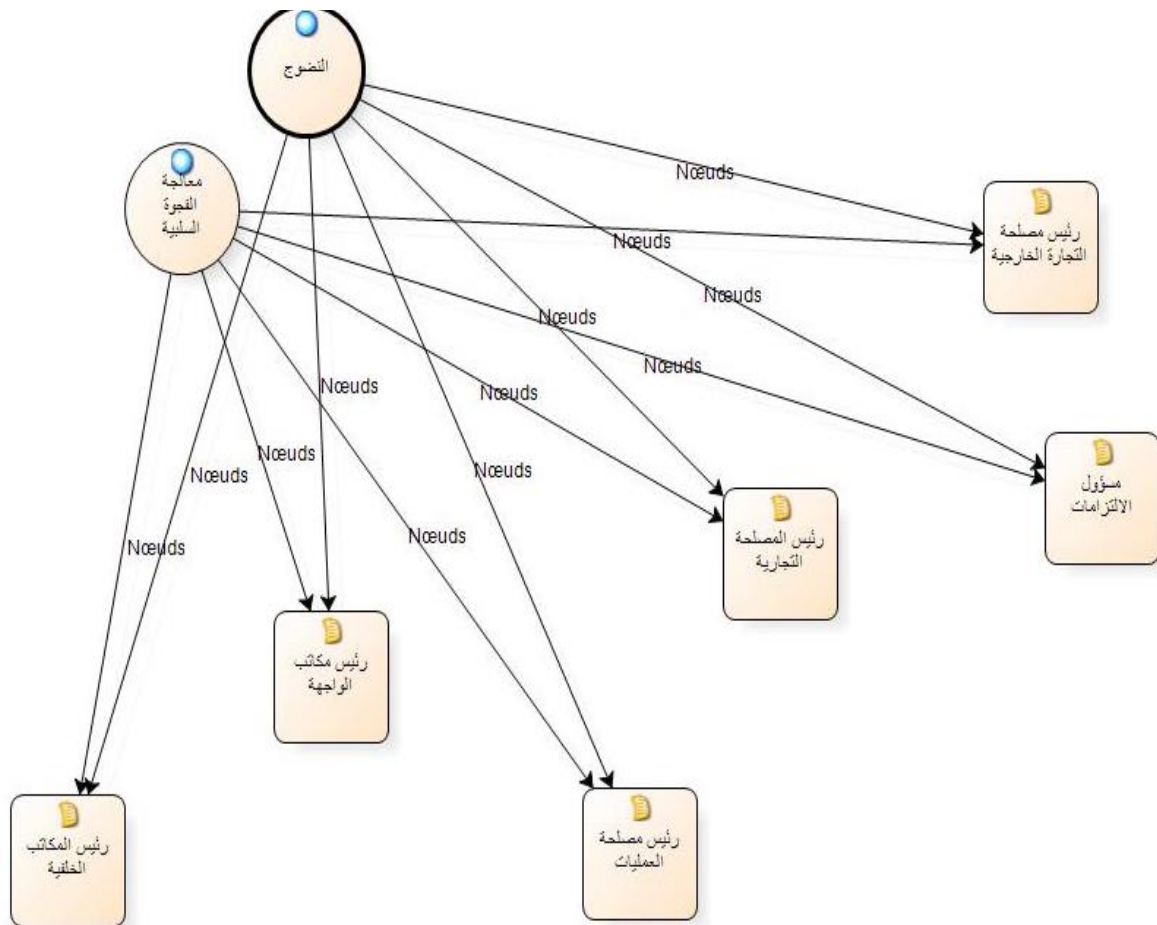 النضوج
معالجة
الفجوة
السلبية
Nœuds
رئيس مصلحة
التجارة الخارجية
Nœuds
Nœuds
Nœuds
Nœuds
Nœuds
Nœuds
Nœuds
Nœuds
Nœuds
مسؤول
الالتزامات
رئيس المصلحة
التجارية
Nœuds
Nœuds
رئيس مكاتب
الواجهة
رئيس المكاتب
الخلفية
رئيس مصلحة
العمليات